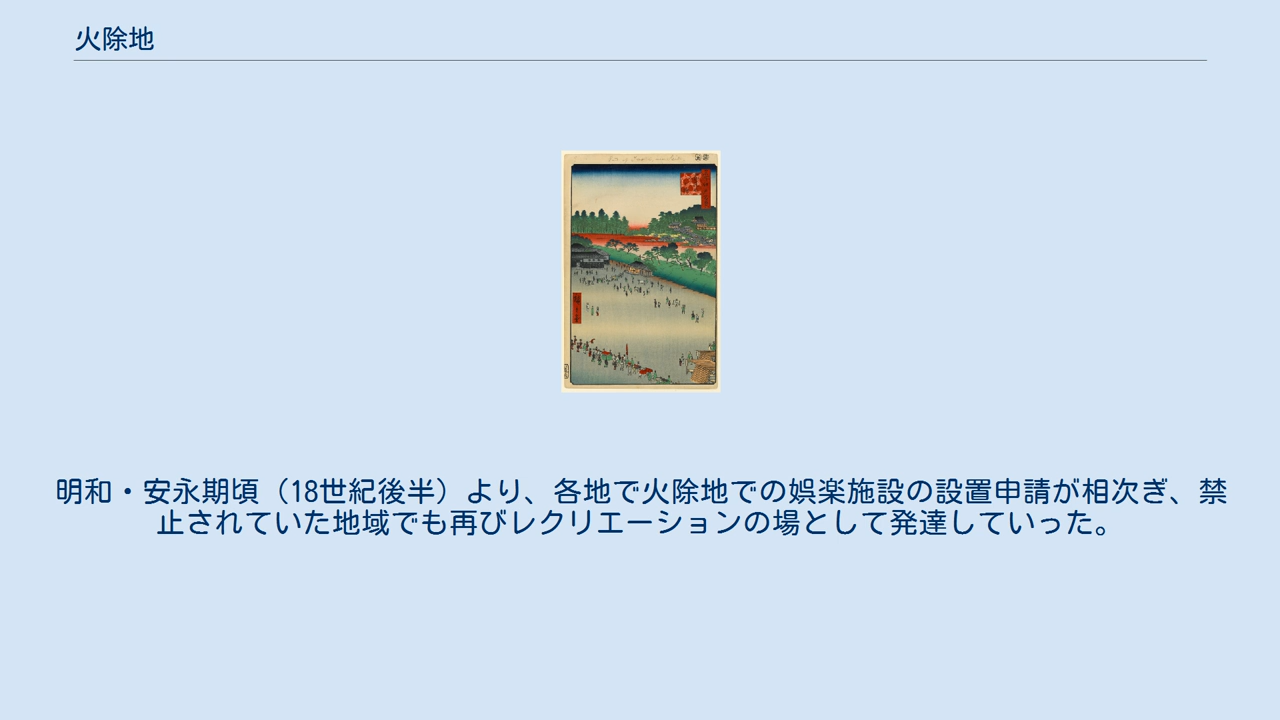 火除地
明和・安永期頃（18世紀後半）より、各地で火除地での娯楽施設の設置申請が相次ぎ、禁
止されていた地域でも再びレクリエーションの場として発達していった。